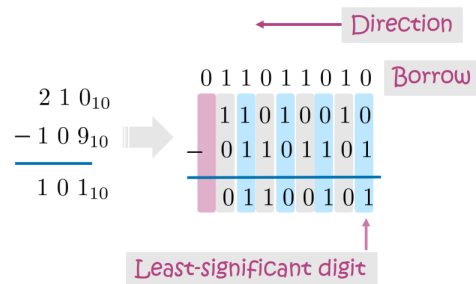 Direction
0 1 1 0 1 1 0 1 0 Borrow
2 1 0₁₀
1 1 0 1 0 0 1 0
− 1 0 9₁₀
− 0 1 1 0 1 1 0 1
1 0 1₁₀
0 1 1 0 0 1 0 1
Least-significant digit